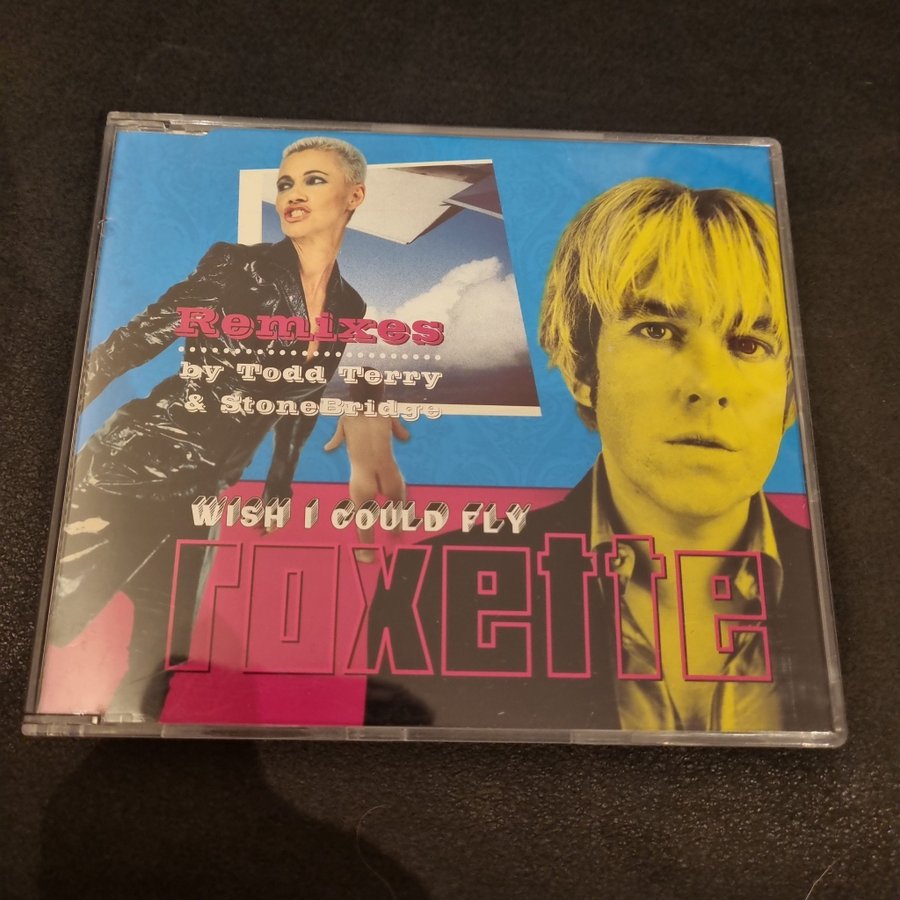 Remixes
by Todd Terry
& StoneBridge
WISH I COULD FLY
roxette